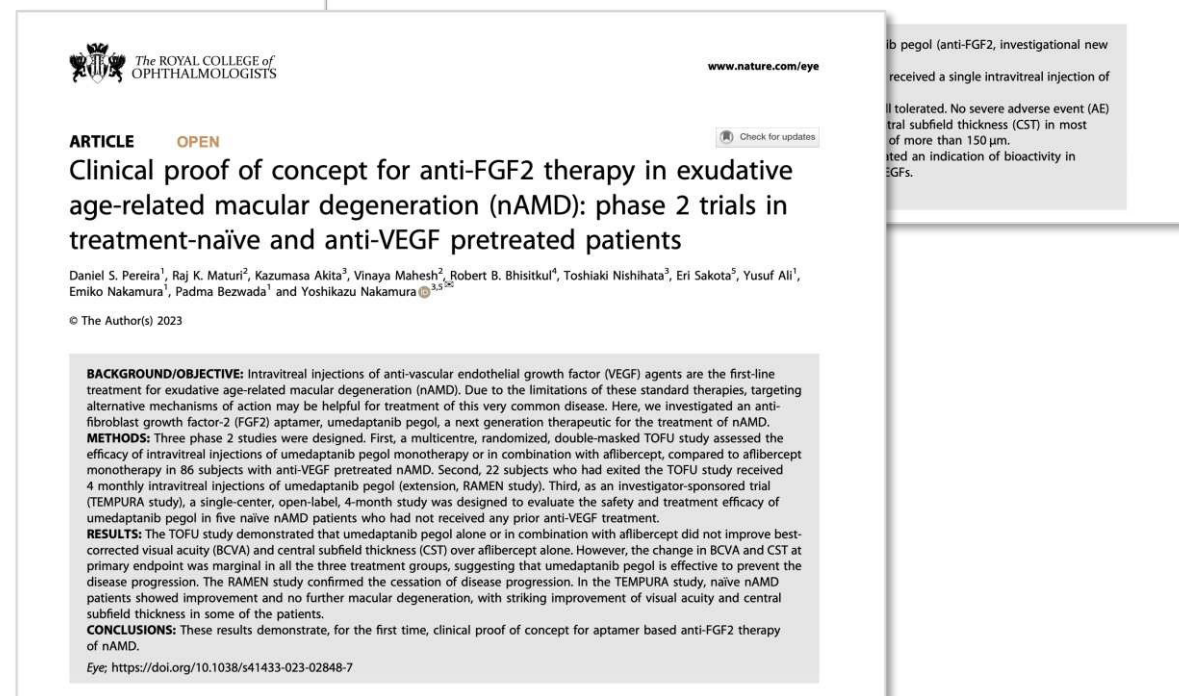 The ROYAL COLLEGE of
OPHTHALMOLOGISTS
www.nature.com/eye
ARTICLE OPEN
Check for updates
Clinical proof of concept for anti-FGF2 therapy in exudative
age-related macular degeneration (nAMD): phase 2 trials in
treatment-naïve and anti-VEGF pretreated patients
Daniel S. Pereira1, Raj K. Maturi2, Kazumasa Akita3, Vinaya Mahesh2, Robert B. Bhisitkul4, Toshiaki Nishihata3, Eri Sakota5, Yusuf Ali1,
Emiko Nakamura1, Padma Bezwada1 and Yoshikazu Nakamura 3,5✉
© The Author(s) 2023
BACKGROUND/OBJECTIVE: Intravitreal injections of anti-vascular endothelial growth factor (VEGF) agents are the first-line
treatment for exudative age-related macular degeneration (nAMD). Due to the limitations of these standard therapies, targeting
alternative mechanisms of action may be helpful for treatment of this very common disease. Here, we investigated an anti-
fibroblast growth factor-2 (FGF2) aptamer, umedaptanib pegol, a next generation therapeutic for the treatment of nAMD.
METHODS: Three phase 2 studies were designed. First, a multicentre, randomized, double-masked TOFU study assessed the
efficacy of intravitreal injections of umedaptanib pegol monotherapy or in combination with aflibercept, compared to aflibercept
monotherapy in 86 subjects with anti-VEGF pretreated nAMD. Second, 22 subjects who had exited the TOFU study received
4 monthly intravitreal injections of umedaptanib pegol (extension, RAMEN study). Third, as an investigator-sponsored trial
(TEMPURA study), a single-center, open-label, 4-month study was designed to evaluate the safety and treatment efficacy of
umedaptanib pegol in five naïve nAMD patients who had not received any prior anti-VEGF treatment.
RESULTS: The TOFU study demonstrated that umedaptanib pegol alone or in combination with aflibercept did not improve best-
corrected visual acuity (BCVA) and central subfield thickness (CST) over aflibercept alone. However, the change in BCVA and CST at
primary endpoint was marginal in all the three treatment groups, suggesting that umedaptanib pegol is effective to prevent the
disease progression. The RAMEN study confirmed the cessation of disease progression. In the TEMPURA study, naïve nAMD
patients showed improvement and no further macular degeneration, with striking improvement of visual acuity and central
subfield thickness in some of the patients.
CONCLUSIONS: These results demonstrate, for the first time, clinical proof of concept for aptamer based anti-FGF2 therapy
of nAMD.
Eye; https://doi.org/10.1038/s41433-023-02848-7
ib pegol (anti-FGF2, investigational new
received a single intravitreal injection of
ll tolerated. No severe adverse event (AE)
tral subfield thickness (CST) in most
of more than 150 μm.
ated an indication of bioactivity in
EGFs.